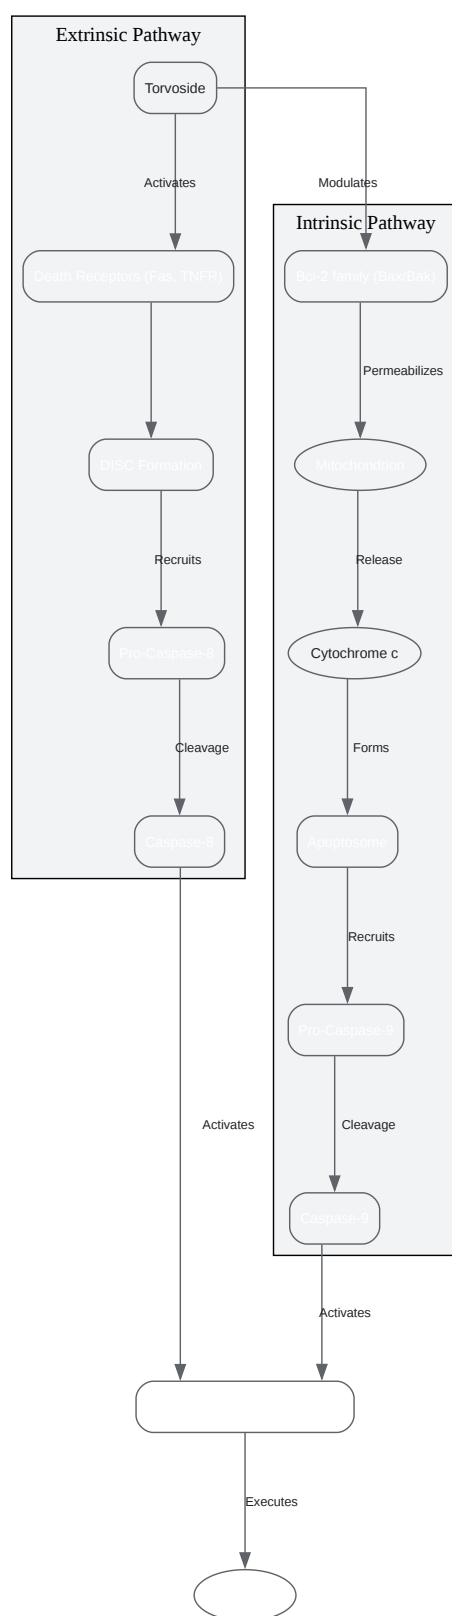 Extrinsic Pathway
Torvoside
Activates
Modulates
Intrinsic Pathway
Death Receptors (Fas, TNFR)
Bcl-2 family (Bax/Bak)
Permeabilizes
DISC Formation
Mitochondrion
Recruits
Release
Pro-Caspase-8
Cytochrome c
Cleavage
Forms
Caspase-8
Apoptosome
Recruits
Pro-Caspase-9
Activates
Cleavage
Caspase-9
Activates
Executes